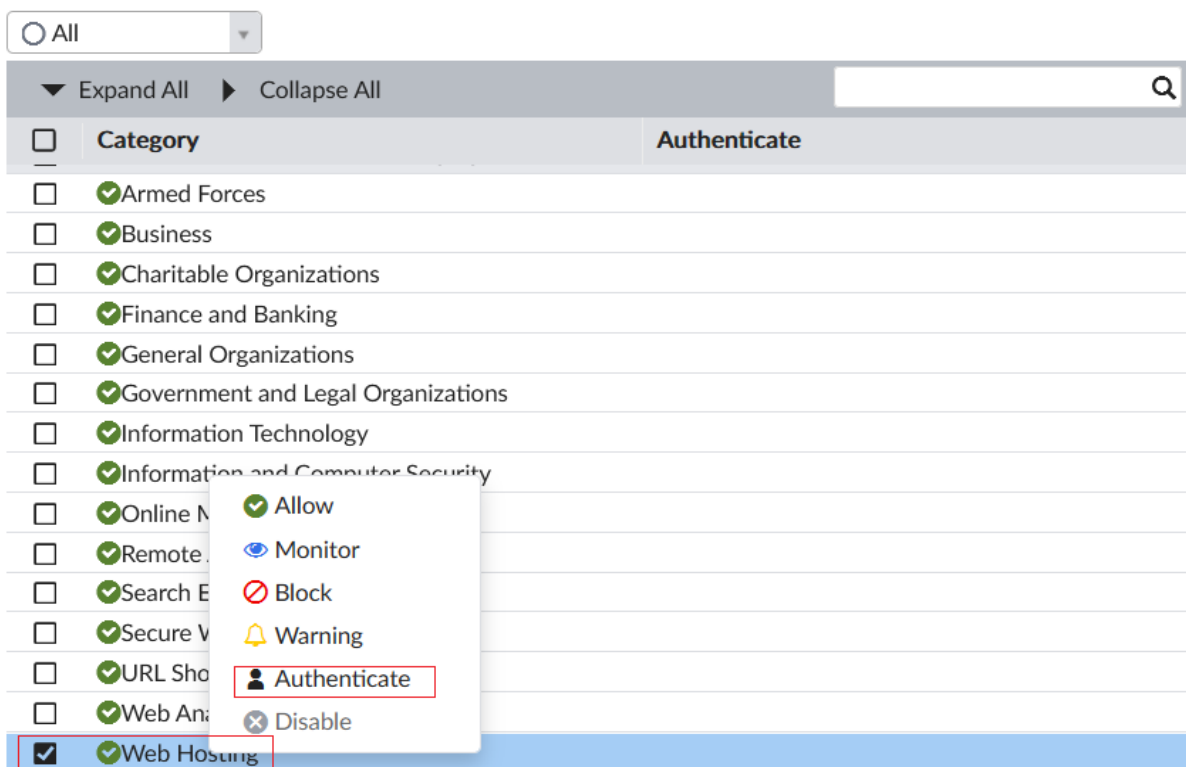 All
Expand All Collapse All
Category Authenticate
Armed Forces
Business
Charitable Organizations
Finance and Banking
General Organizations
Government and Legal Organizations
Information Technology
Information and Computer Security
Online M
Allow
Remote
Monitor
Search E
Block
Secure W
Warning
URL Sho
Authenticate
Web Ana
Disable
Web Hosting